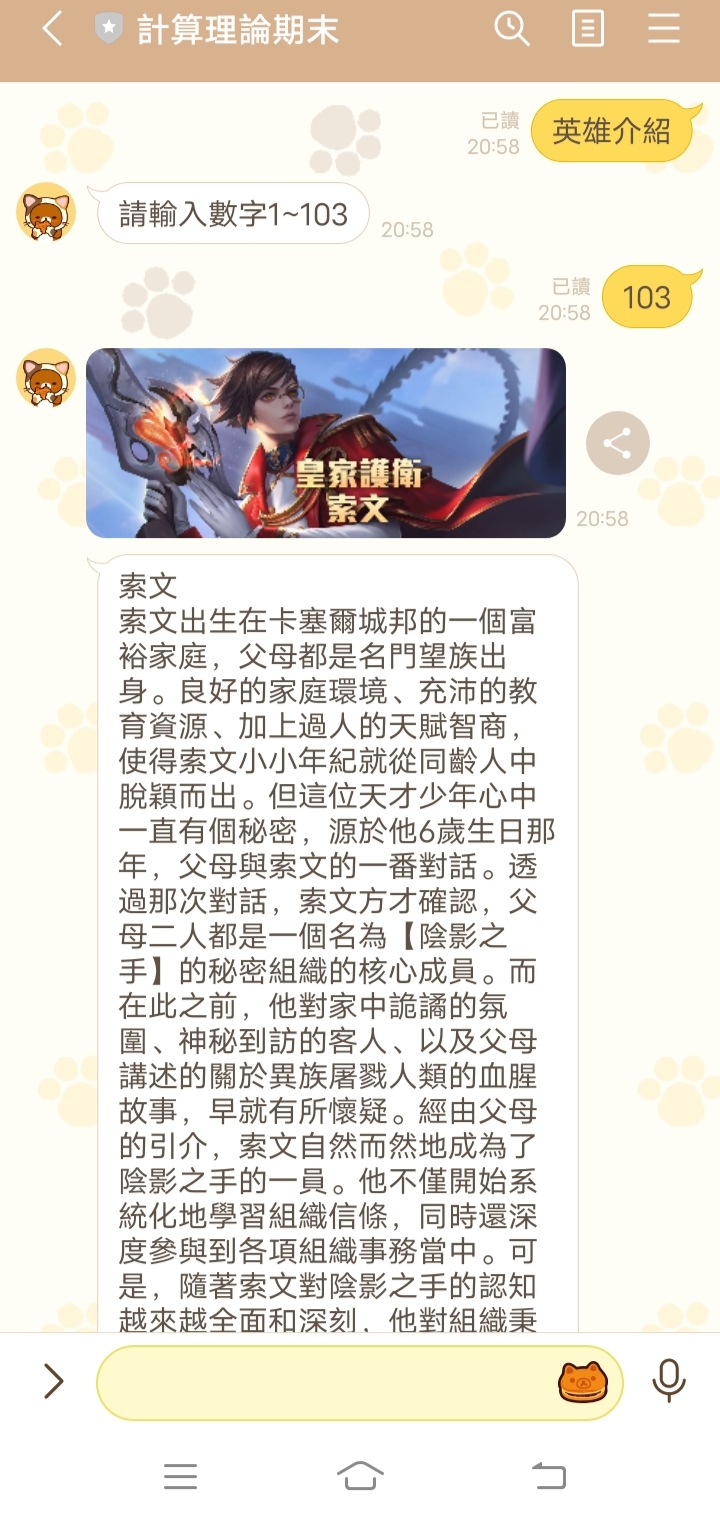 計算理論期末
已讀
20:58
英雄介紹
請輸入數字1~103
20:58
已讀
20:58
103
皇家護衛
索文
20:58
索文
索文出生在卡塞爾城邦的一個富
裕家庭，父母都是名門望族出
身。良好的家庭環境、充沛的教
育資源、加上過人的天賦智商，
使得索文小小年紀就從同齡人中
脫穎而出。但這位天才少年心中
一直有個秘密，源於他6歲生日那
年，父母與索文的一番對話。透
過那次對話，索文方才確認，父
母二人都是一個名為【陰影之
手】的秘密組織的核心成員。而
在此之前，他對家中詭譎的氛
圍、神秘到訪的客人、以及父母
講述的關於異族屠戮人類的血腥
故事，早就有所懷疑。經由父母
的引介，索文自然而然地成為了
陰影之手的一員。他不僅開始系
統化地學習組織信條，同時還深
度參與到各項組織事務當中。可
是，隨著索文對陰影之手的認知
越來越全面和深刻，他對組織秉